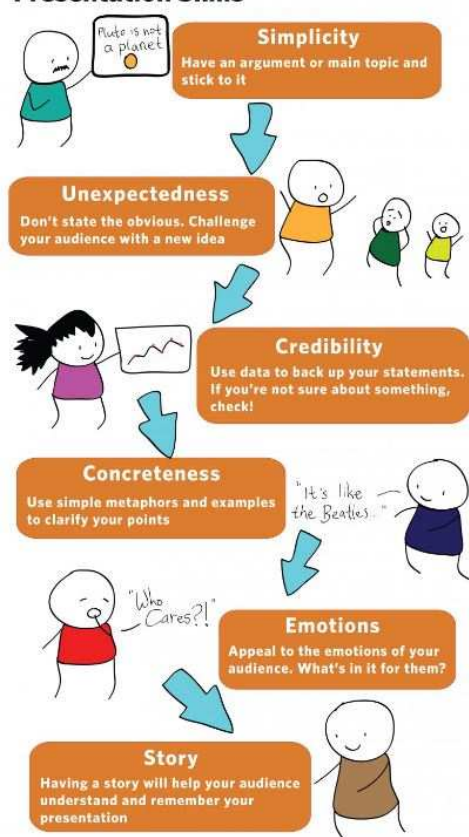 Presentation Skills
Pluto is not
a planet
Simplicity
Have an argument or main topic and
stick to it
Unexpectedness
Don't state the obvious. Challenge
your audience with a new idea
Credibility
Use data to back up your statements.
If you're not sure about something,
check!
Concreteness
Use simple metaphors and examples
to clarify your points
"It's like
the Beatles..."
"Who
Cares?!"
Emotions
Appeal to the emotions of your
audience. What's in it for them?
Story
Having a story will help your audience
understand and remember your
presentation